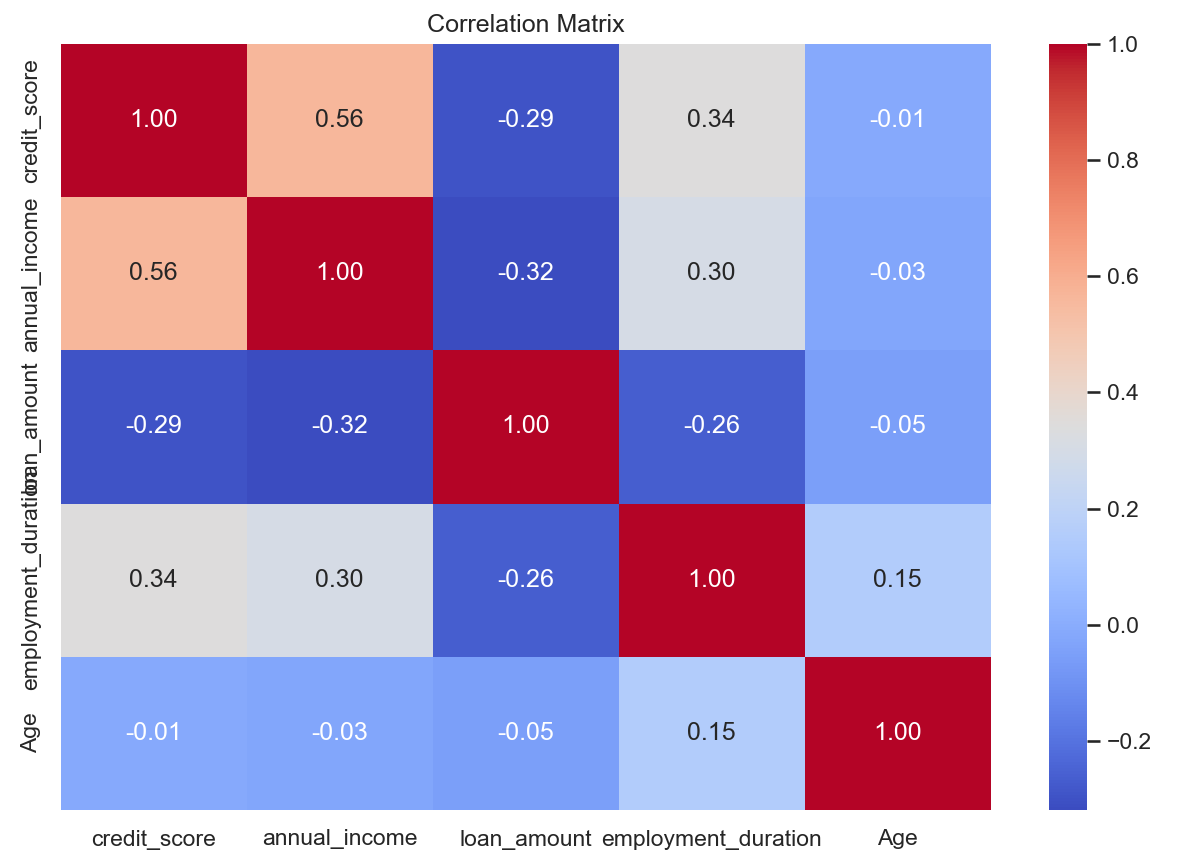 Correlation Matrix
credit_score
1.00 0.56 -0.29 0.34 -0.01
annual_income
0.56 1.00 -0.32 0.30 -0.03
loan_amount
-0.29 -0.32 1.00 -0.26 -0.05
employment_duration
0.34 0.30 -0.26 1.00 0.15
Age
-0.01 -0.03 -0.05 0.15 1.00
credit_score annual_income loan_amount employment_duration Age
1.0
0.8
0.6
0.4
0.2
0.0
−0.2